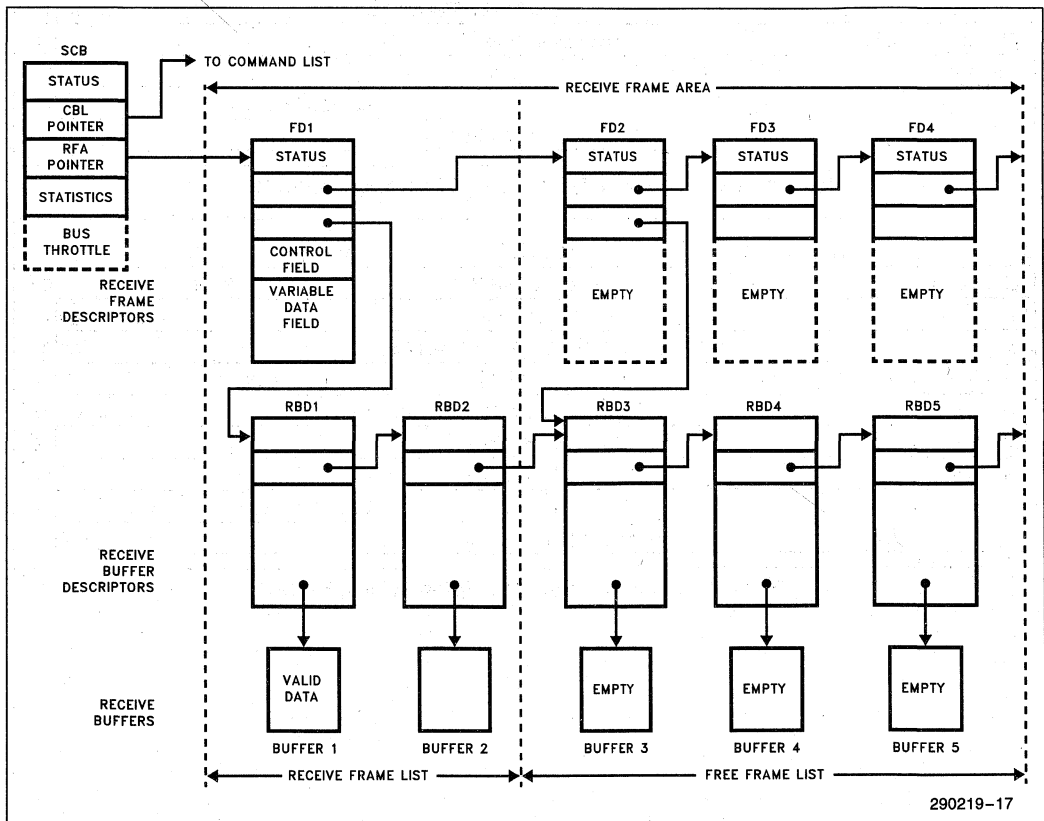 SCB
STATUS
CBL
POINTER
RFA
POINTER
STATISTICS
BUS
THROTTLE
TO COMMAND LIST
RECEIVE FRAME AREA
RECEIVE
FRAME
DESCRIPTORS
FD1
STATUS
CONTROL
FIELD
VARIABLE
DATA
FIELD
FD2
STATUS
EMPTY
FD3
STATUS
EMPTY
FD4
STATUS
EMPTY
RBD1
RBD2
RBD3
RBD4
RBD5
RECEIVE
BUFFER
DESCRIPTORS
RECEIVE
BUFFERS
VALID
DATA
EMPTY
EMPTY
EMPTY
BUFFER 1
BUFFER 2
BUFFER 3
BUFFER 4
BUFFER 5
RECEIVE FRAME LIST
FREE FRAME LIST
290219-17